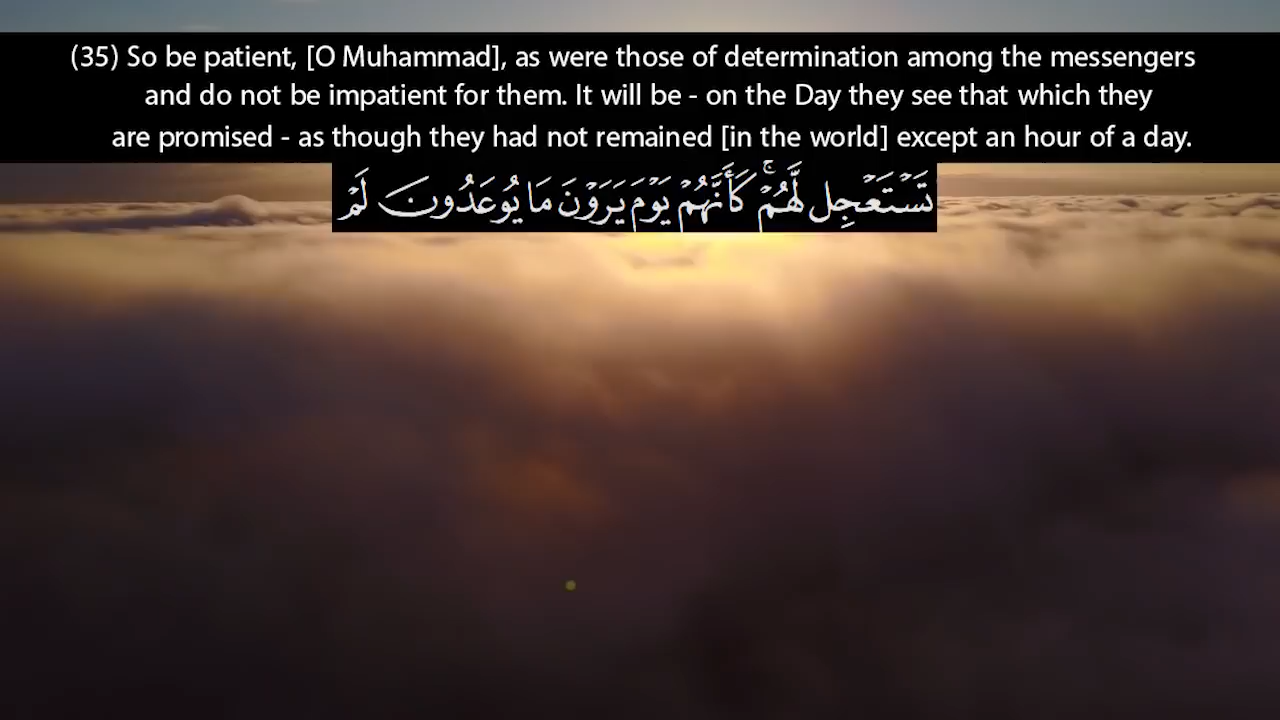 (35) So be patient, [O Muhammad], as were those of determination among the messengers
and do not be impatient for them. It will be - on the Day they see that which they
are promised - as though they had not remained [in the world] except an hour of a day.
تَسْتَعْجِل لَّهُمْ ۚ كَأَنَّهُمْ يَوْمَ يَرَوْنَ مَا يُوعَدُونَ لَمْ